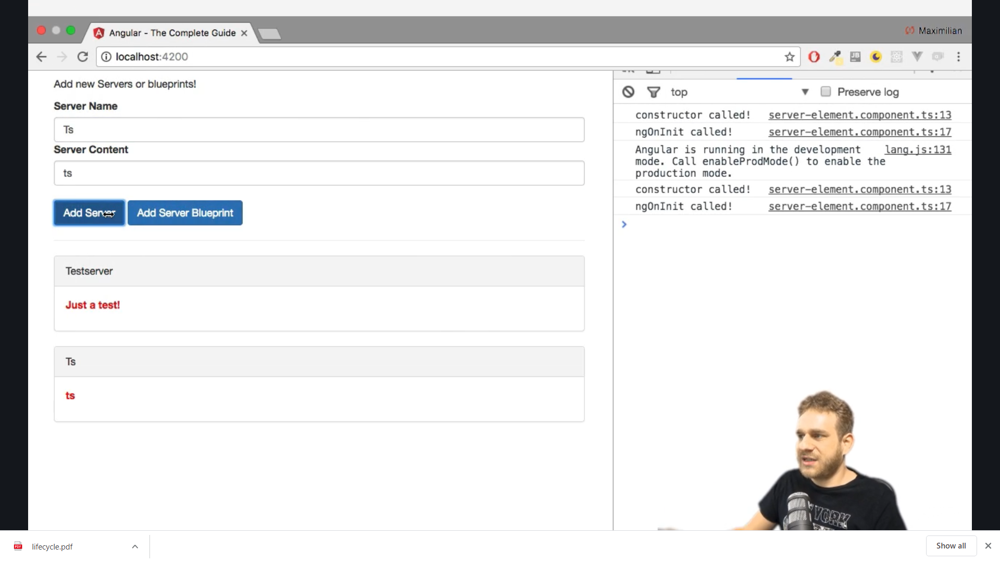 Angular - The Complete Guide
Maximilian
localhost:4200
JB
Add new Servers or blueprints!
Server Name
Ts
Server Content
ts
Add Server
Add Server Blueprint
Testserver
Just a test!
Ts
ts
top
Preserve log
constructor called! server-element.component.ts:13
ngOnInit called! server-element.component.ts:17
Angular is running in the development lang.js:131
mode. Call enableProdMode() to enable the
production mode.
constructor called! server-element.component.ts:13
ngOnInit called! server-element.component.ts:17
YORK
PDF
lifecycle.pdf
Show all